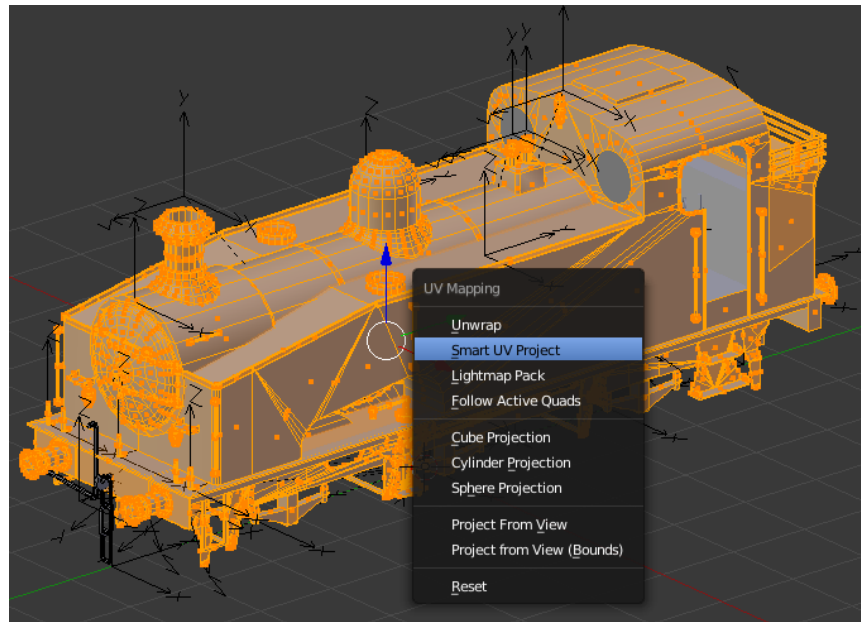 UV Mapping
Unwrap
Smart UV Project
Lightmap Pack
Follow Active Quads
Cube Projection
Cylinder Projection
Sphere Projection
Project From View
Project from View (Bounds)
Reset